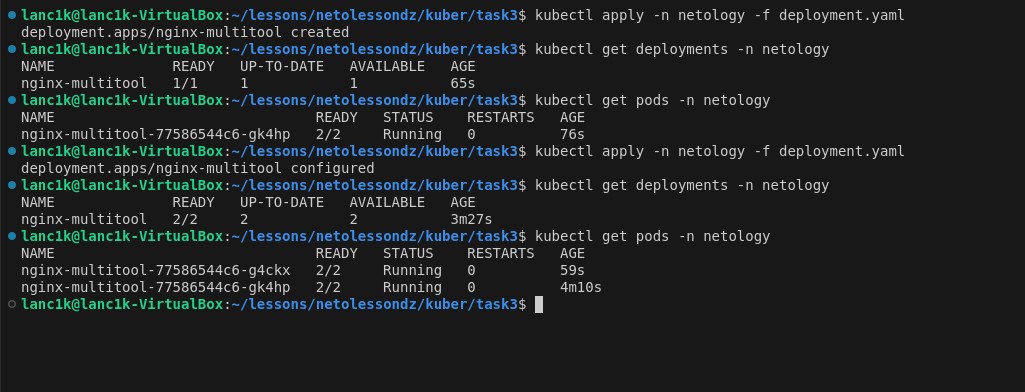 lanc1k@lanc1k-VirtualBox:~/lessons/netolessondz/kuber/task3$ kubectl apply -n netology -f deployment.yaml
deployment.apps/nginx-multitool created
lanc1k@lanc1k-VirtualBox:~/lessons/netolessondz/kuber/task3$ kubectl get deployments -n netology
NAME              READY   UP-TO-DATE   AVAILABLE   AGE
nginx-multitool   1/1     1            1           65s
lanc1k@lanc1k-VirtualBox:~/lessons/netolessondz/kuber/task3$ kubectl get pods -n netology
NAME                               READY   STATUS    RESTARTS   AGE
nginx-multitool-77586544c6-gk4hp   2/2     Running   0          76s
lanc1k@lanc1k-VirtualBox:~/lessons/netolessondz/kuber/task3$ kubectl apply -n netology -f deployment.yaml
deployment.apps/nginx-multitool configured
lanc1k@lanc1k-VirtualBox:~/lessons/netolessondz/kuber/task3$ kubectl get deployments -n netology
NAME              READY   UP-TO-DATE   AVAILABLE   AGE
nginx-multitool   2/2     2            2           3m27s
lanc1k@lanc1k-VirtualBox:~/lessons/netolessondz/kuber/task3$ kubectl get pods -n netology
NAME                               READY   STATUS    RESTARTS   AGE
nginx-multitool-77586544c6-g4ckx   2/2     Running   0          59s
nginx-multitool-77586544c6-gk4hp   2/2     Running   0          4m10s
lanc1k@lanc1k-VirtualBox:~/lessons/netolessondz/kuber/task3$